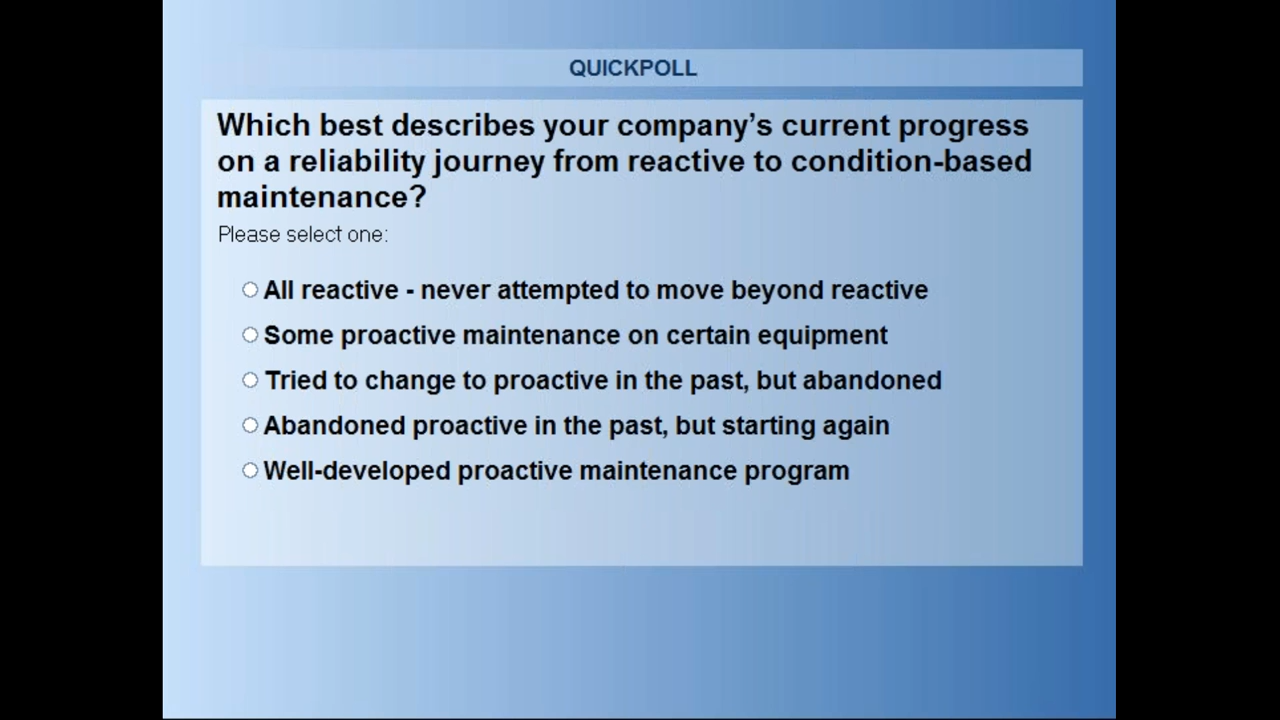 QUICKPOLL
Which best describes your company’s current progress
on a reliability journey from reactive to condition-based
maintenance?
Please select one:
All reactive - never attempted to move beyond reactive
Some proactive maintenance on certain equipment
Tried to change to proactive in the past, but abandoned
Abandoned proactive in the past, but starting again
Well-developed proactive maintenance program